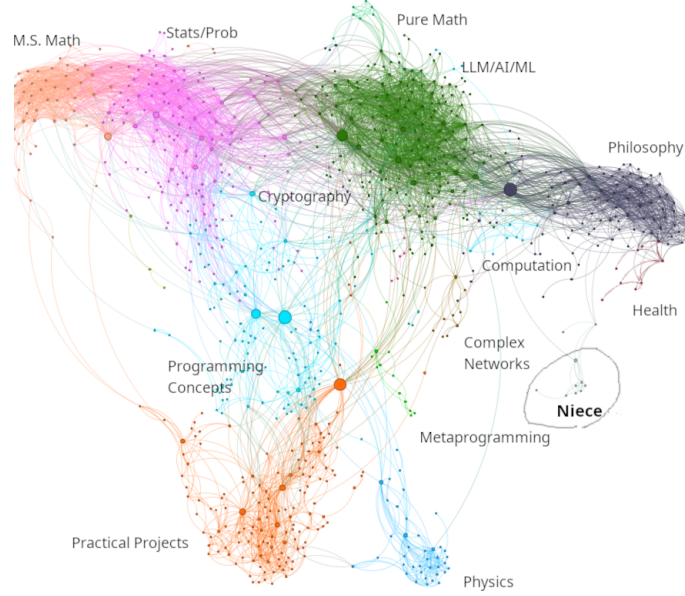 Pure Math
Stats/Prob
M.S. Math
LLM/AI/ML
Philosophy
Cryptography
Computation
Health
Complex
Networks
Programming
Concepts
Niece
Metaprogramming
Practical Projects
Physics